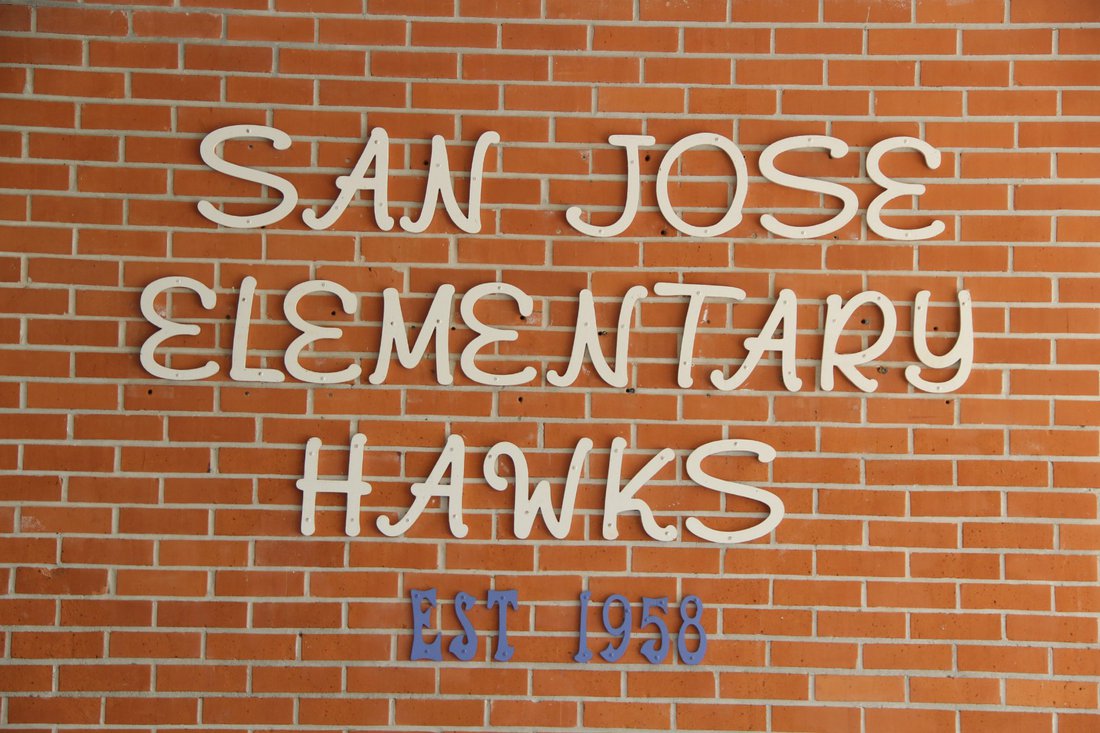 SAN JOSE
ELEMENTARY
HAWKS
EST 1958